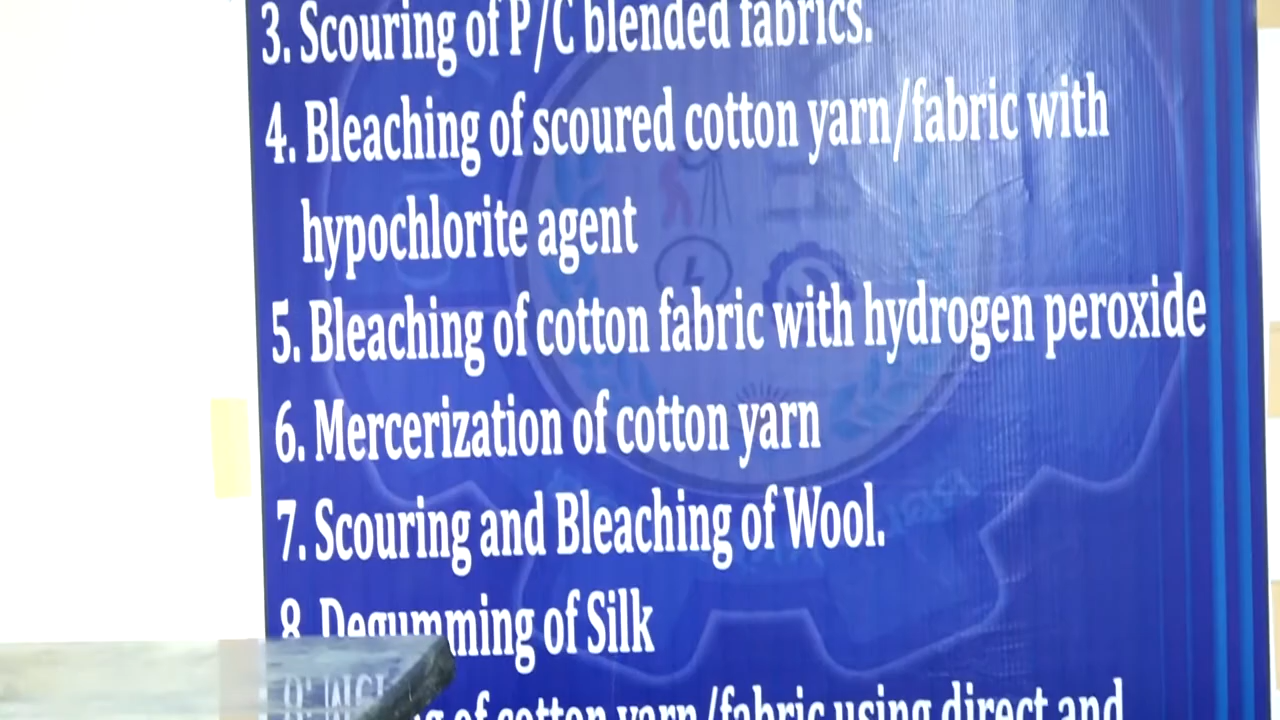 3. Scouring of P/C blended fabrics.
4. Bleaching of scoured cotton yarn/fabric with
hypochlorite agent
5. Bleaching of cotton fabric with hydrogen peroxide
6. Mercerization of cotton yarn
7. Scouring and Bleaching of Wool.
8. Degumming of Silk
of cotton yarn/fabric using direct and